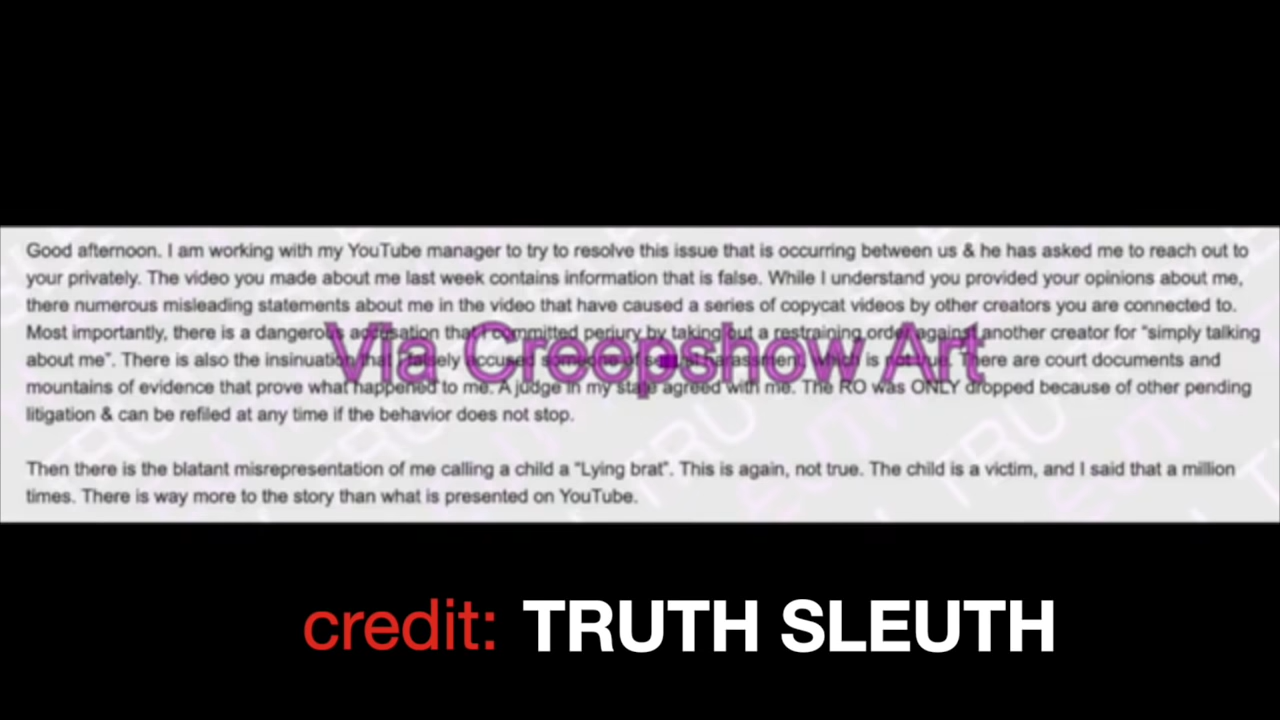 Good afternoon. I am working with my YouTube manager to try to resolve this issue that is occurring between us & he has asked me to reach out to
your privately. The video you made about me last week contains information that is false. While I understand you provided your opinions about me,
there numerous misleading statements about me in the video that have caused a series of copycat videos by other creators you are connected to.
Most importantly, there is a dangerous accusation that I committed perjury by taking out a restraining order against another creator for "simply talking
about me". There is also the insinuation that I falsely accused someone of sexual harassment, which is not true. There are court documents and
mountains of evidence that prove what happened to me. A judge in my state agreed with me. The RO was ONLY dropped because of other pending
litigation & can be refiled at any time if the behavior does not stop.
Via Creepshow Art
Then there is the blatant misrepresentation of me calling a child a "Lying brat". This is again, not true. The child is a victim, and I said that a million
times. There is way more to the story than what is presented on YouTube.
credit: TRUTH SLEUTH